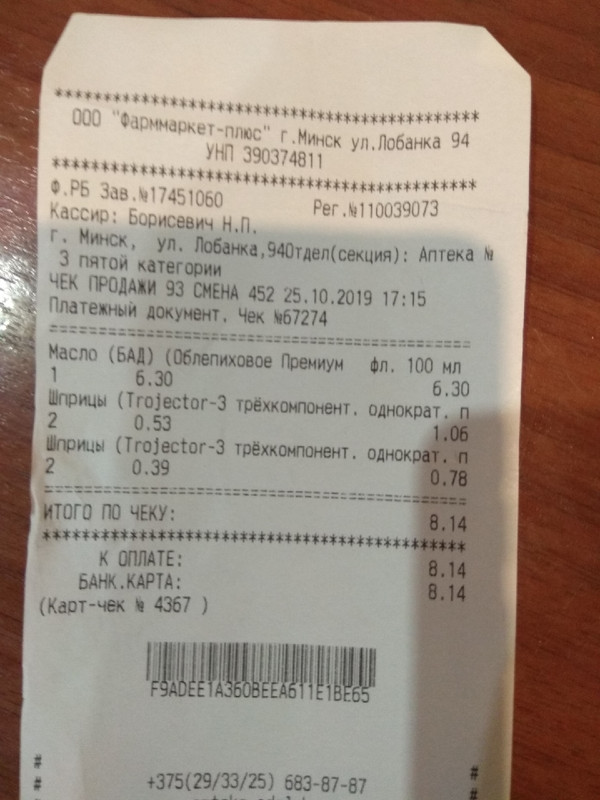 ****************************************
ООО "Фарммаркет-плюс" г.Минск ул.Лобанка 94
УНП 390374811
****************************************
Ф.РБ Зав.№17451060 Рег.№110039073
Кассир: Борисевич Н.П.
г. Минск, ул. Лобанка,94Отдел(секция): Аптека №
3 пятой категории
ЧЕК ПРОДАЖИ 93 СМЕНА 452 25.10.2019 17:15
Платежный документ. Чек №67274
========================================
Масло (БАД) (Облепиховое Премиум фл. 100 мл
1 6.30 6.30
Шприцы (Trojector-3 трёхкомпонент. однократ. п
2 0.53 1.06
Шприцы (Trojector-3 трёхкомпонент. однократ. п
2 0.39 0.78
========================================
ИТОГО ПО ЧЕКУ: 8.14
****************************************
К ОПЛАТЕ: 8.14
БАНК.КАРТА: 8.14
(Карт-чек № 4367 )
F9ADEE1A360BEEA611E1BE65
+375(29/33/25) 683-87-87